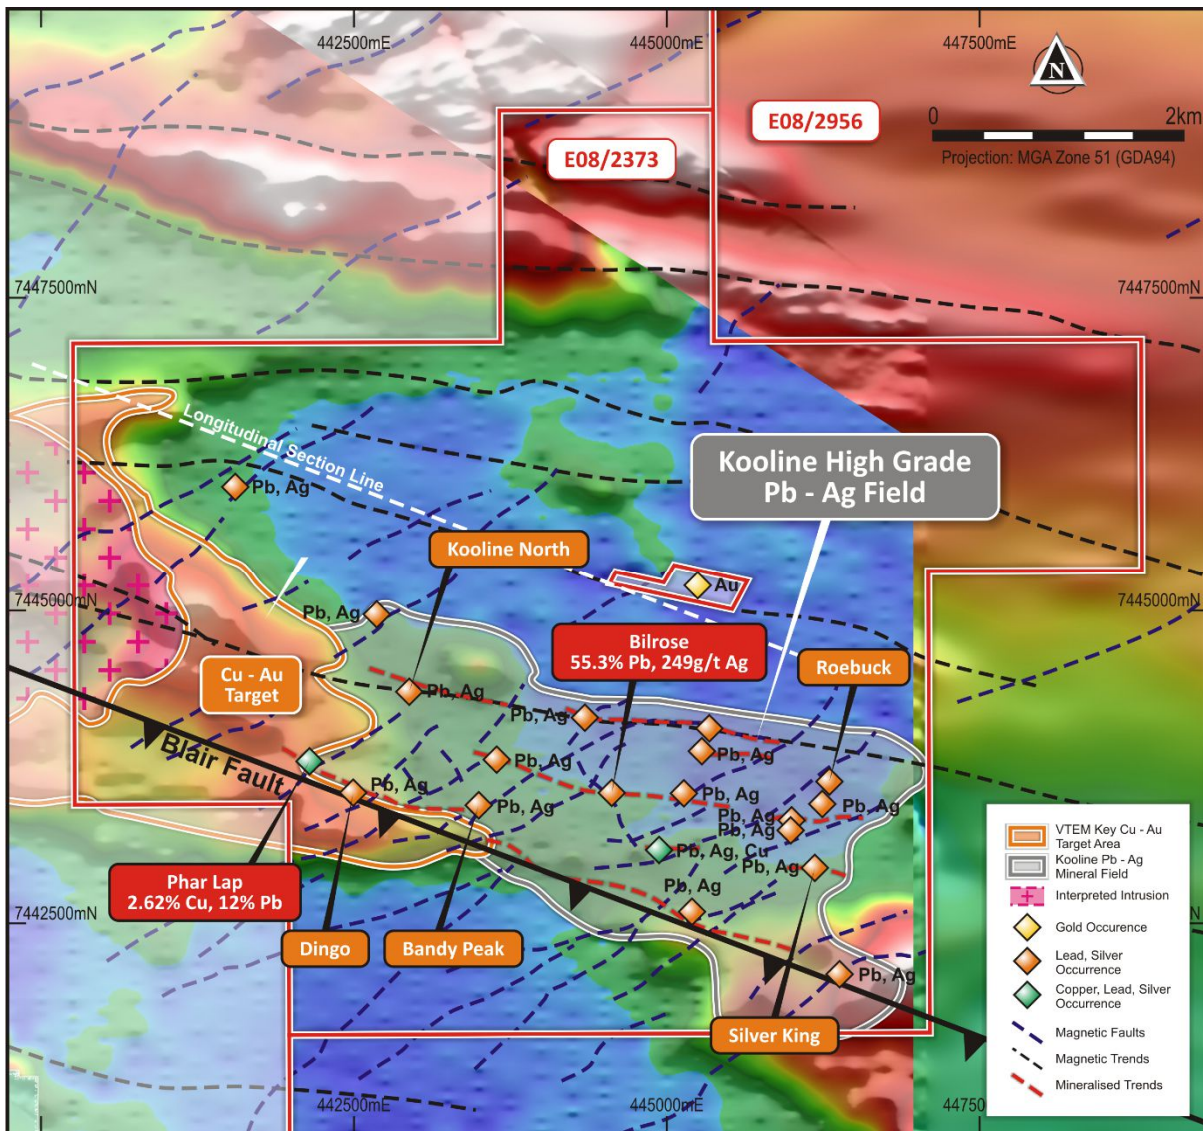 442500mE
445000mE
447500mE
N
0
2km
Projection: MGA Zone 51 (GDA94)
E08/2956
E08/2373
7447500mN
7447500mN
Longitudinal Section Line
Kooline High Grade
Pb - Ag Field
Pb, Ag
Kooline North
Au
7445000mN
7445000mN
Pb, Ag
Bilrose
55.3% Pb, 249g/t Ag
Roebuck
Cu - Au
Target
Pb, Ag
Pb, Ag
Pb, Ag
Blair Fault
Pb, Ag
Pb, Ag
Pb, Ag
Pb, Ag
Pb, Ag
Pb, Ag
Pb, Ag
Pb, Ag, Cu
Pb, Ag
Pb, Ag
Phar Lap
2.62% Cu, 12% Pb
7442500mN
Dingo
Bandy Peak
Pb, Ag
Silver King
VTEM Key Cu - Au
Target Area
Kooline Pb - Ag
Mineral Field
Interpreted Intrusion
Gold Occurence
Lead, Silver
Occurrence
Copper, Lead, Silver
Occurrence
Magnetic Faults
Magnetic Trends
Mineralised Trends
442500mE
445000mE